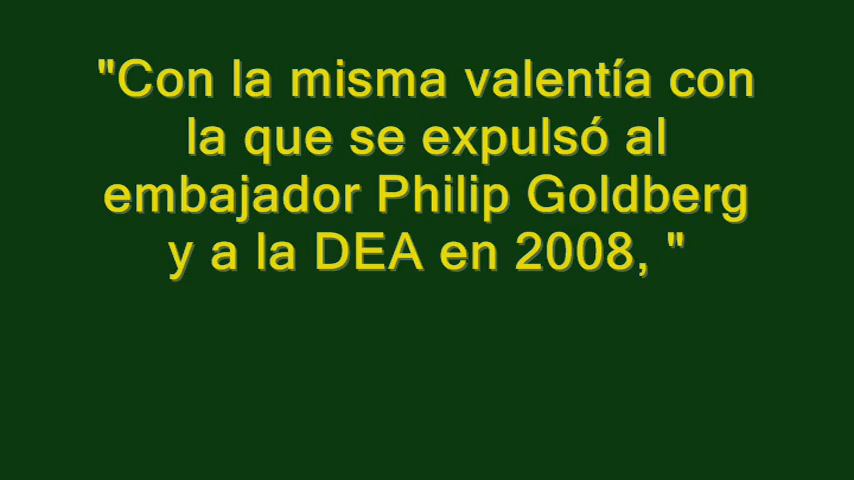 "Con la misma valentía con
la que se expulsó al
embajador Philip Goldberg
y a la DEA en 2008, "